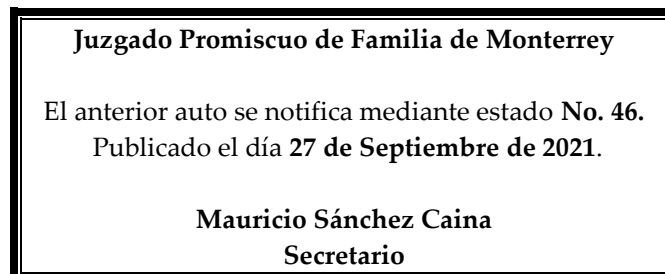 Juzgado Promiscuo de Familia de Monterrey
El anterior auto se notifica mediante estado No. 46.
Publicado el día 27 de Septiembre de 2021.
Mauricio Sánchez Caina
Secretario